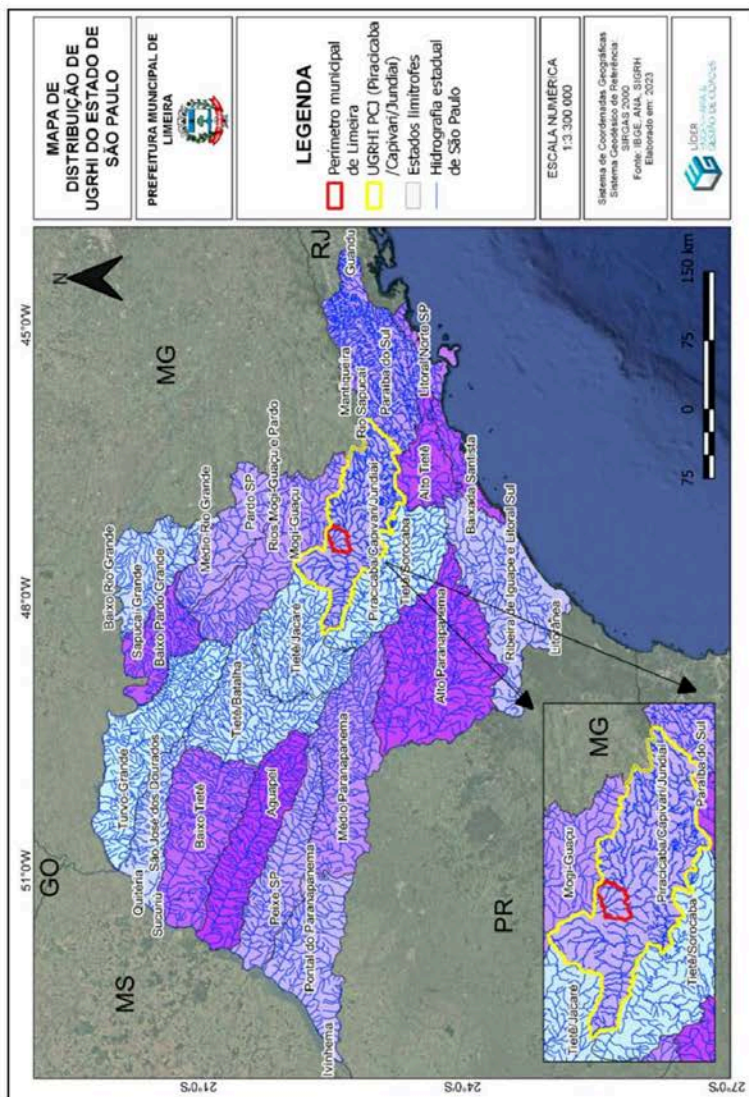 MAPA DE
DISTRIBUIÇÃO DE
UGRHI DO ESTADO DE
SÃO PAULO
PREFEITURA MUNICIPAL DE
LIMEIRA
LEGENDA
Perímetro municipal
de Limeira
UGRHI PCJ (Piracicaba
/Capivari/Jundiaí)
Estados limítrofes
Hidrografia estadual
de São Paulo
ESCALA NUMÉRICA
1:3 300 000
Sistema de Coordenadas Geográficas
Sistema Geodésico de Referência:
SIRGAS 2000
Fonte: IBGE, ANA, SIGRH
Elaborado em: 2023
LÍDER
ENGENHARIA &
GESTÃO DE CIDADES
51°0'W
48°0'W
45°0'W
21°0'S
24°0'S
27°0'S
N
GO
MS
MG
RJ
PR
Baixo Rio Grande
Sapucaí Grande
Baixo Pardo Grande
Médio Rio Grande
Pardo SP
Rios Mogi-Guaçu e Pardo
Mogi-Guaçu
Turvo Grande
São José dos Dourados
Quitéria
Sucuriú
Baixo Tietê
Aguapeí
Peixe SP
Pontal do Paranapanema
Ivinhema
Médio Paranapanema
Tietê/Batalha
Tietê/Jacaré
Piracicaba/Capivari/Jundiaí
Tietê/Sorocaba
Alto Paranapanema
Ribeira de Iguape e Litoral Sul
Litorânea
Baixada Santista
Alto Tietê
Litoral Norte SP
Paraíba do Sul
Rio Sapucaí
Mantiqueira
Guandu
Tietê/Jacaré
Mogi-Guaçu
MG
Piracicaba/Capivari/Jundiaí
Paraíba do Sul
Tietê/Sorocaba
75 0 75 150 km